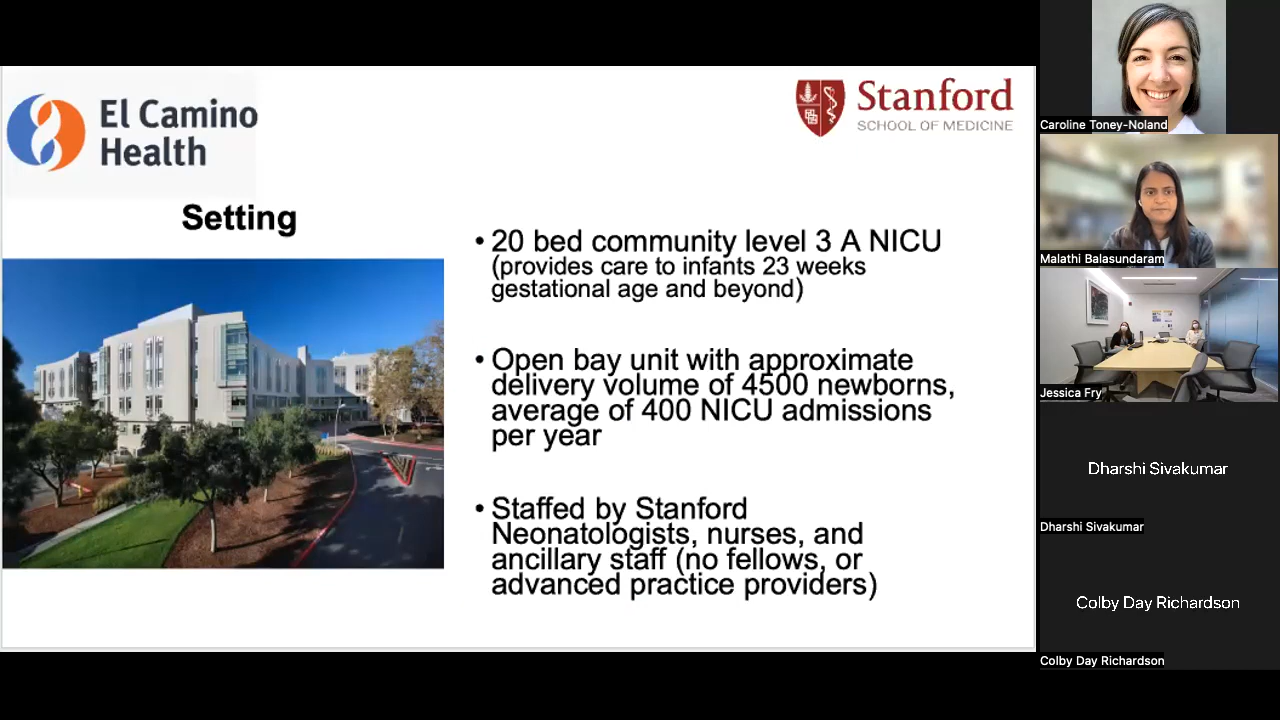 El Camino
Health
Stanford
SCHOOL OF MEDICINE
Setting
• 20 bed community level 3 A NICU
(provides care to infants 23 weeks
gestational age and beyond)
• Open bay unit with approximate
delivery volume of 4500 newborns,
average of 400 NICU admissions
per year
• Staffed by Stanford
Neonatologists, nurses, and
ancillary staff (no fellows, or
advanced practice providers)
Caroline Toney-Noland
Malathi Balasundaram
Jessica Fry
Dharshi Sivakumar
Dharshi Sivakumar
Colby Day Richardson
Colby Day Richardson